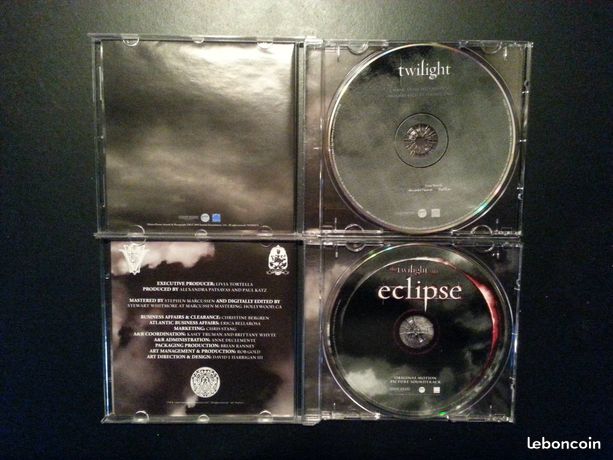 twilight
EXECUTIVE PRODUCER: LIVIA TORTELLA
PRODUCED BY ALEXANDRA PATSAVAS AND PAUL KATZ
MASTERED BY STEPHEN MARCUSSEN AND DIGITALLY EDITED BY
STEWART WHITMORE AT MARCUSSEN MASTERING HOLLYWOOD, CA
BUSINESS AFFAIRS & CLEARANCE: CHRISTINE BERGREN
ATLANTIC BUSINESS AFFAIRS: ERICA BELLAROSA
MARKETING: CHRIS STANG
A&R COORDINATION: KASEY TRUMAN AND BRITTANY WHYTE
A&R ADMINISTRATION: ANNE DECLEMENTE
PACKAGING PRODUCTION: BRIAN RANNEY
ART MANAGEMENT & PRODUCTION: ROB GOLD
ART DIRECTION & DESIGN: DAVID J. HARRIGAN III
the twilight saga
eclipse
ORIGINAL MOTION
PICTURE SOUNDTRACK
leboncoin